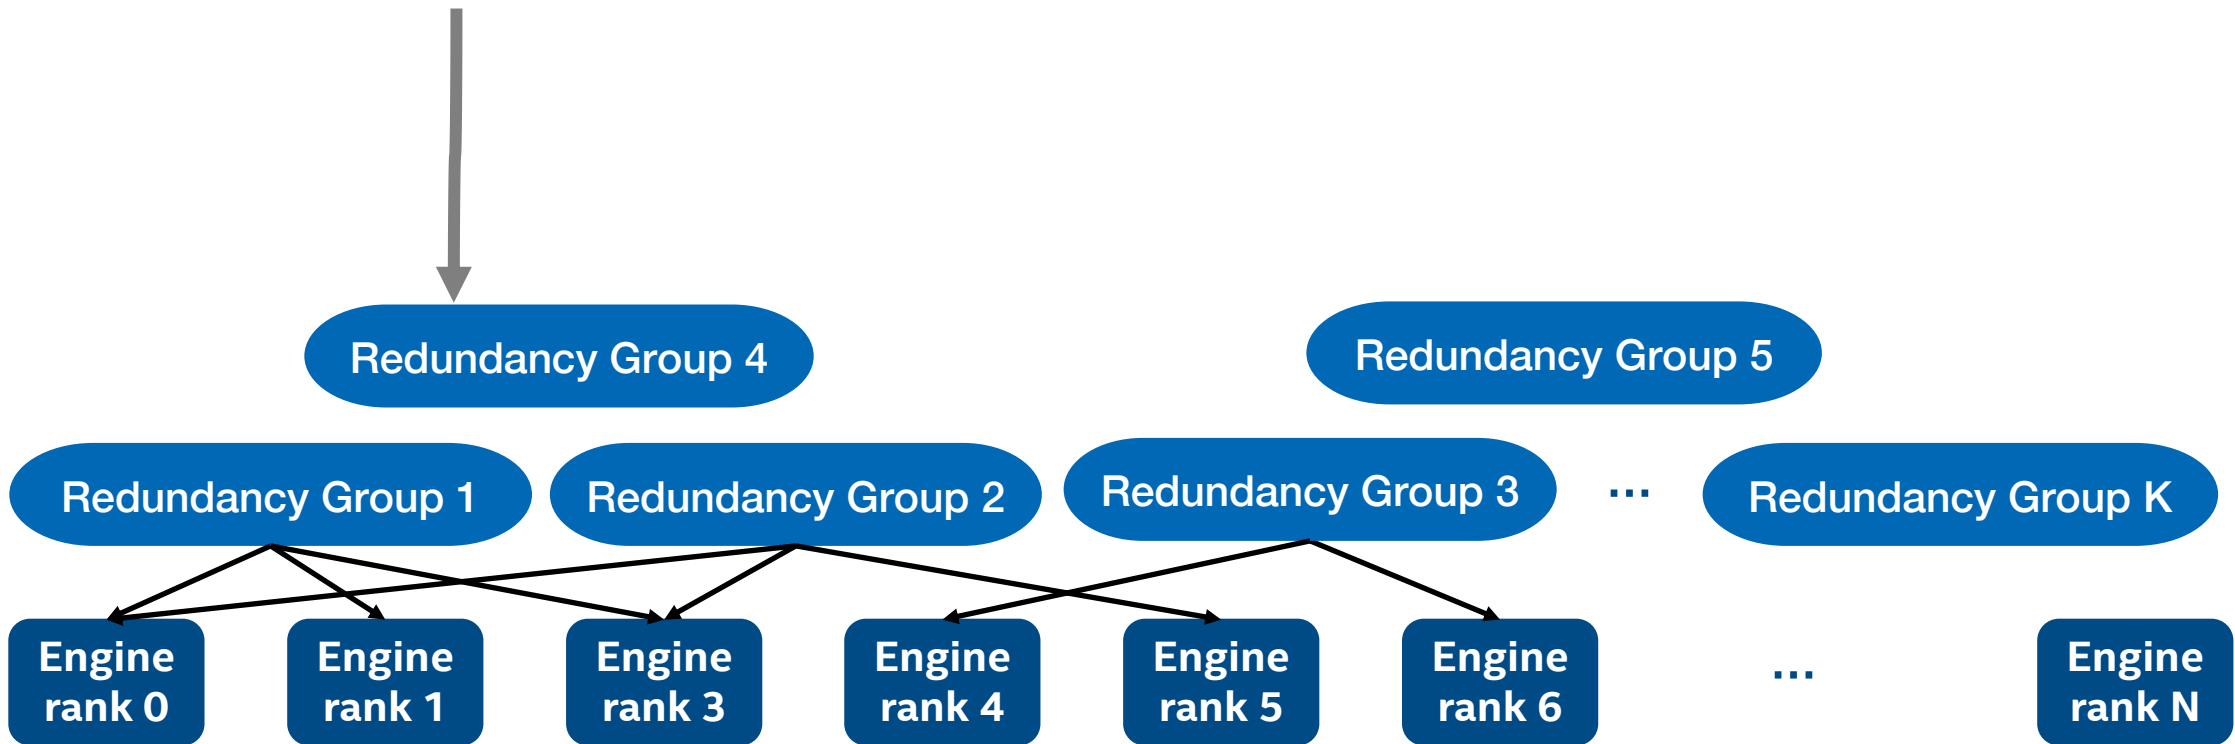 Redundancy Group 4
Redundancy Group 5
Redundancy Group 1
Redundancy Group 2
Redundancy Group 3
...
Redundancy Group K
Engine
rank 0
Engine
rank 1
Engine
rank 3
Engine
rank 4
Engine
rank 5
Engine
rank 6
...
Engine
rank N